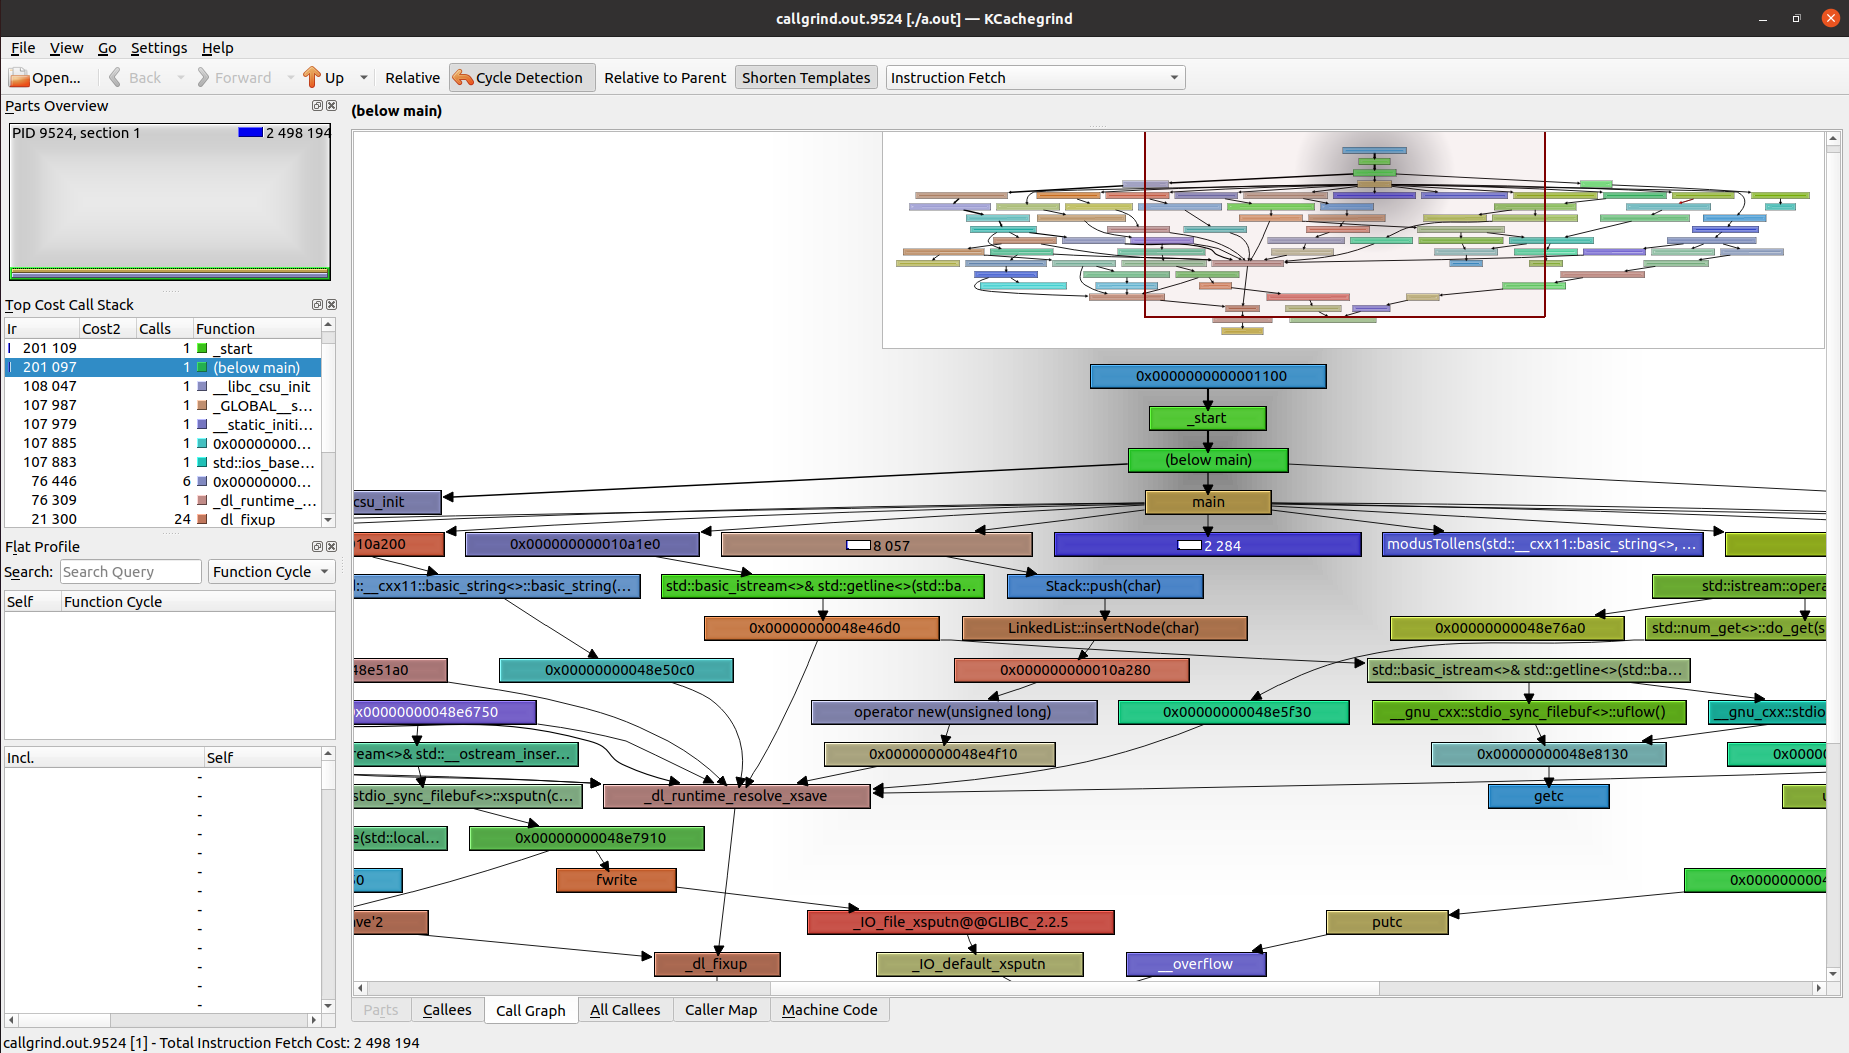 callgrind.out.9524 [./a.out] — KCachegrind
File View Go Settings Help
Open... Back Forward Up Relative Cycle Detection Relative to Parent Shorten Templates Instruction Fetch
Parts Overview
PID 9524, section 1 2 498 194
Top Cost Call Stack
Ir Cost2 Calls Function
201 109 1 _start
201 097 1 (below main)
108 047 1 __libc_csu_init
107 987 1 _GLOBAL__s...
107 979 1 __static_initi...
107 885 1 0x00000000...
107 883 1 std::ios_base...
76 446 6 0x00000000...
76 309 1 _dl_runtime_...
21 300 24 _dl_fixup
Flat Profile
Search: Search Query Function Cycle
Self Function Cycle
Incl. Self
-
-
-
-
-
-
-
-
-
-
-
-
-
(below main)
0x0000000000001100
_start
(below main)
csu_init main
10a200 0x000000000010a1e0 8 057 2 284 modusTollens(std::__cxx11::basic_string<>, ...
::__cxx11::basic_string<>::basic_string(... std::basic_istream<>& std::getline<>(std::ba... Stack::push(char) std::istream::opera
0x00000000048e46d0 LinkedList::insertNode(char) 0x00000000048e76a0 std::num_get<>::do_get(s
48e51a0 0x00000000048e50c0 0x000000000010a280 std::basic_istream<>& std::getline<>(std::ba...
x00000000048e6750 operator new(unsigned long) 0x00000000048e5f30 __gnu_cxx::stdio_sync_filebuf<>::uflow() __gnu_cxx::stdio
ream<>& std::__ostream_inser... 0x00000000048e4f10 0x00000000048e8130 0x0000
stdio_sync_filebuf<>::xsputn(c... _dl_runtime_resolve_xsave getc u
e(std::local... 0x00000000048e7910
60 fwrite 0x000000000004
ave'2 _IO_file_xsputn@@GLIBC_2.2.5 putc
_dl_fixup _IO_default_xsputn __overflow
Parts Callees Call Graph All Callees Caller Map Machine Code
callgrind.out.9524 [1] - Total Instruction Fetch Cost: 2 498 194